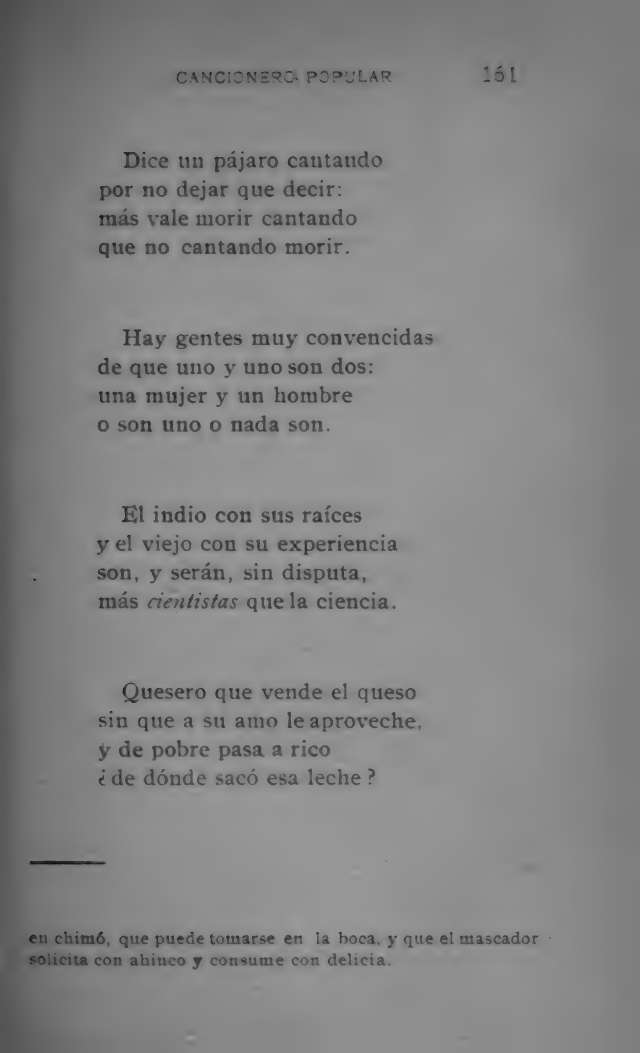 CANCIONERO POPULAR 161
Dice un pájaro cantando
por no dejar que decir:
más vale morir cantando
que no cantando morir.
Hay gentes muy convencidas
de que uno y uno son dos:
una mujer y un hombre
o son uno o nada son.
El indio con sus raíces
y el viejo con su experiencia
son, y serán, sin disputa,
más cientistas que la ciencia.
Quesero que vende el queso
sin que a su amo le aproveche,
y de pobre pasa a rico
¿de dónde sacó esa leche?
en chimó, que puede tomarse en la boca, y que el mascador
solicita con ahinco y consume con delicia.